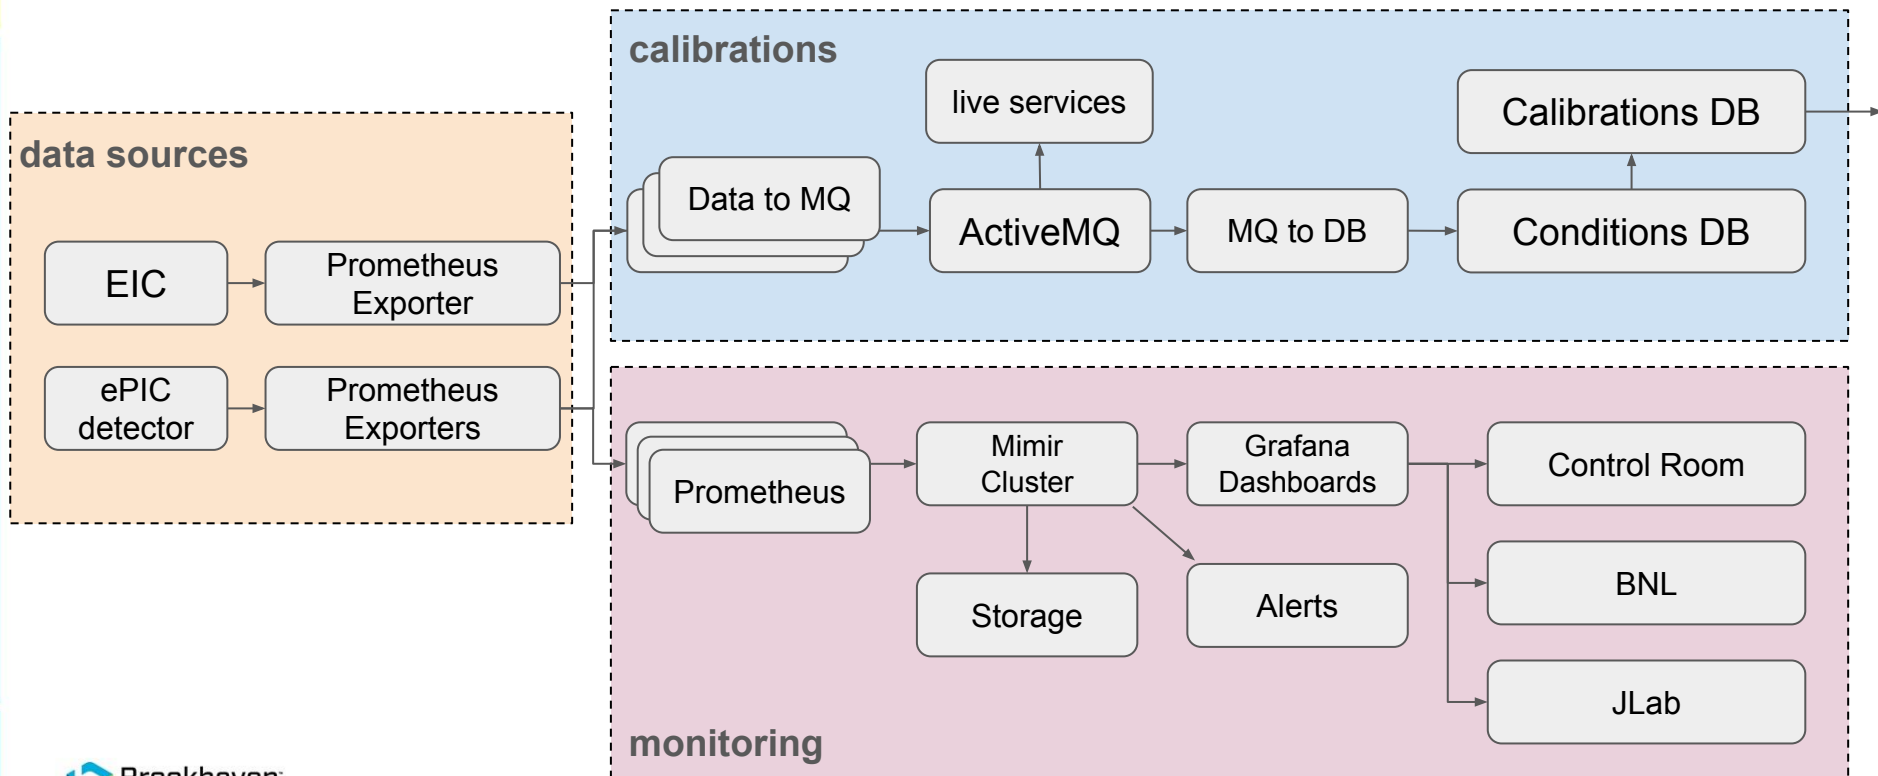 calibrations
live services
Calibrations DB
data sources
Data to MQ
ActiveMQ
MQ to DB
Conditions DB
EIC
Prometheus
Exporter
ePIC
detector
Prometheus
Exporters
Prometheus
Mimir
Cluster
Grafana
Dashboards
Control Room
Storage
Alerts
BNL
JLab
monitoring
Brookhaven